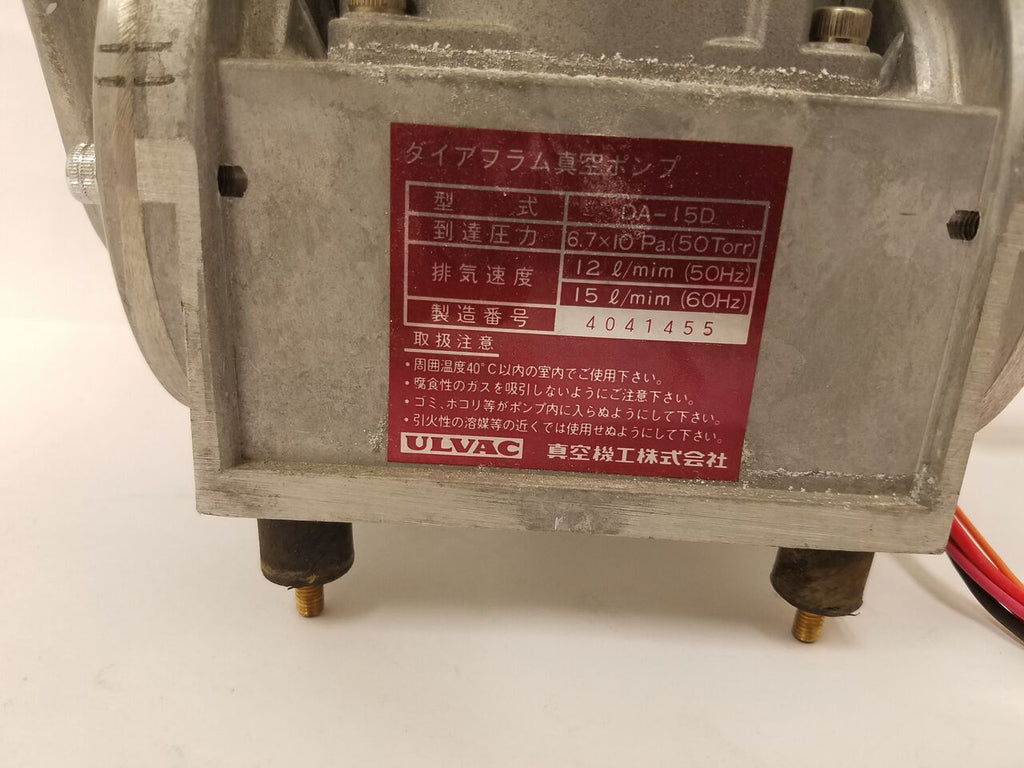 ダイアフラム真空ポンプ
型式 DA-15D
到達圧力 6.7×10 Pa.(50Torr)
排気速度 12 ℓ/mim (50Hz)
15 ℓ/mim (60Hz)
製造番号 4041455
取扱注意
・周囲温度40°C以内の室内でご使用下さい。
・腐食性のガスを吸引しないようにご注意下さい。
・ゴミ、ホコリ等がポンプ内に入らぬようにして下さい。
・引火性の溶媒等の近くでは使用せぬようにして下さい。
ULVAC 真空機工株式会社